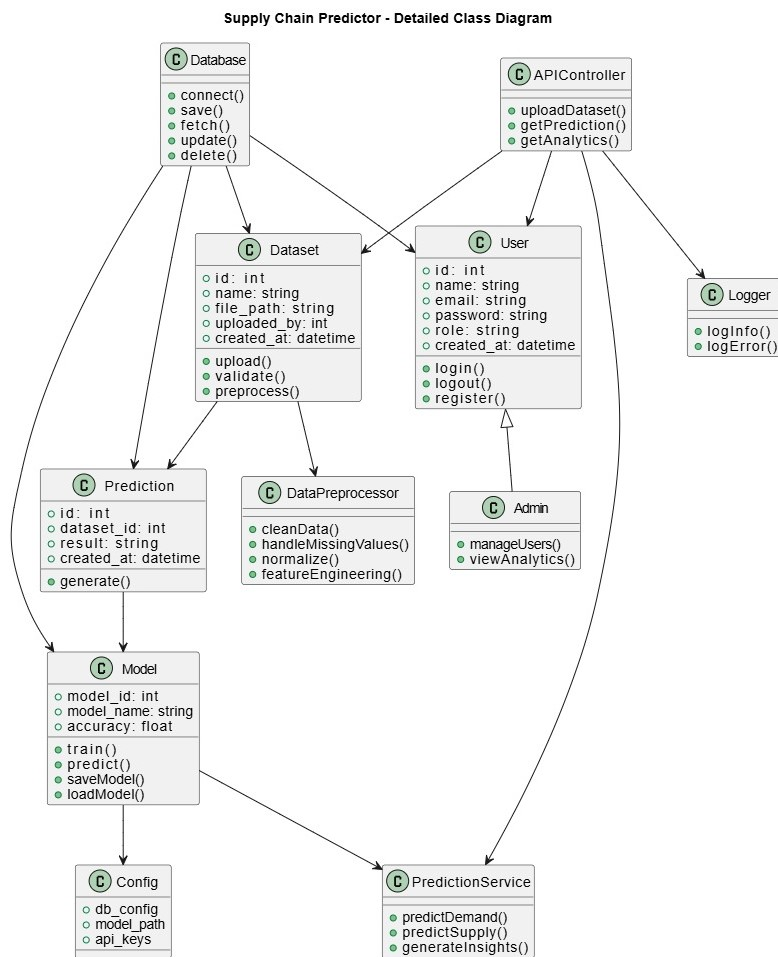 Supply Chain Predictor - Detailed Class Diagram
C Database
connect()
save()
fetch()
update()
delete()
C APIController
uploadDataset()
getPrediction()
getAnalytics()
C Dataset
id: int
name: string
file_path: string
uploaded_by: int
created_at: datetime
upload()
validate()
preprocess()
C User
id: int
name: string
email: string
password: string
role: string
created_at: datetime
login()
logout()
register()
C Logger
logInfo()
logError()
C Prediction
id: int
dataset_id: int
result: string
created_at: datetime
generate()
C DataPreprocessor
cleanData()
handleMissingValues()
normalize()
featureEngineering()
C Admin
manageUsers()
viewAnalytics()
C Model
model_id: int
model_name: string
accuracy: float
train()
predict()
saveModel()
loadModel()
C Config
db_config
model_path
api_keys
C PredictionService
predictDemand()
predictSupply()
generateInsights()